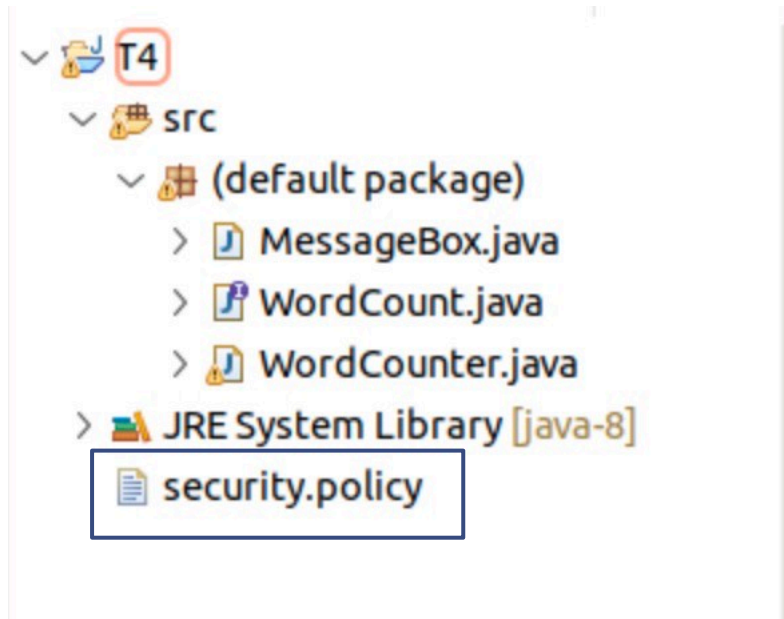 T4
src
(default package)
MessageBox.java
WordCount.java
WordCounter.java
JRE System Library [java-8]
security.policy